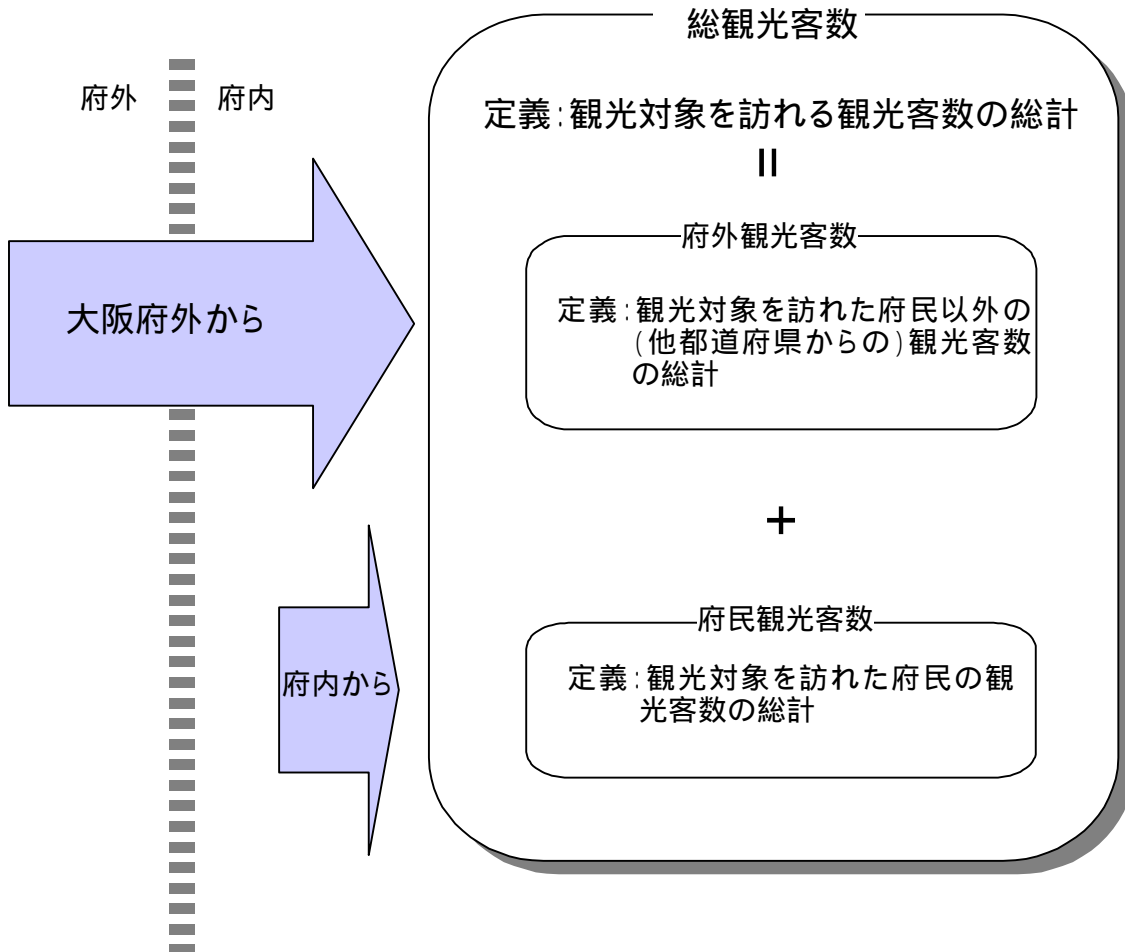 総観光客数
府外
府内
定義:観光対象を訪れる観光客数の総計
=
府外観光客数
大阪府外から
定義:観光対象を訪れた府民以外の
(他都道府県からの)観光客数
の総計
+
府民観光客数
府内から
定義:観光対象を訪れた府民の観
光客数の総計